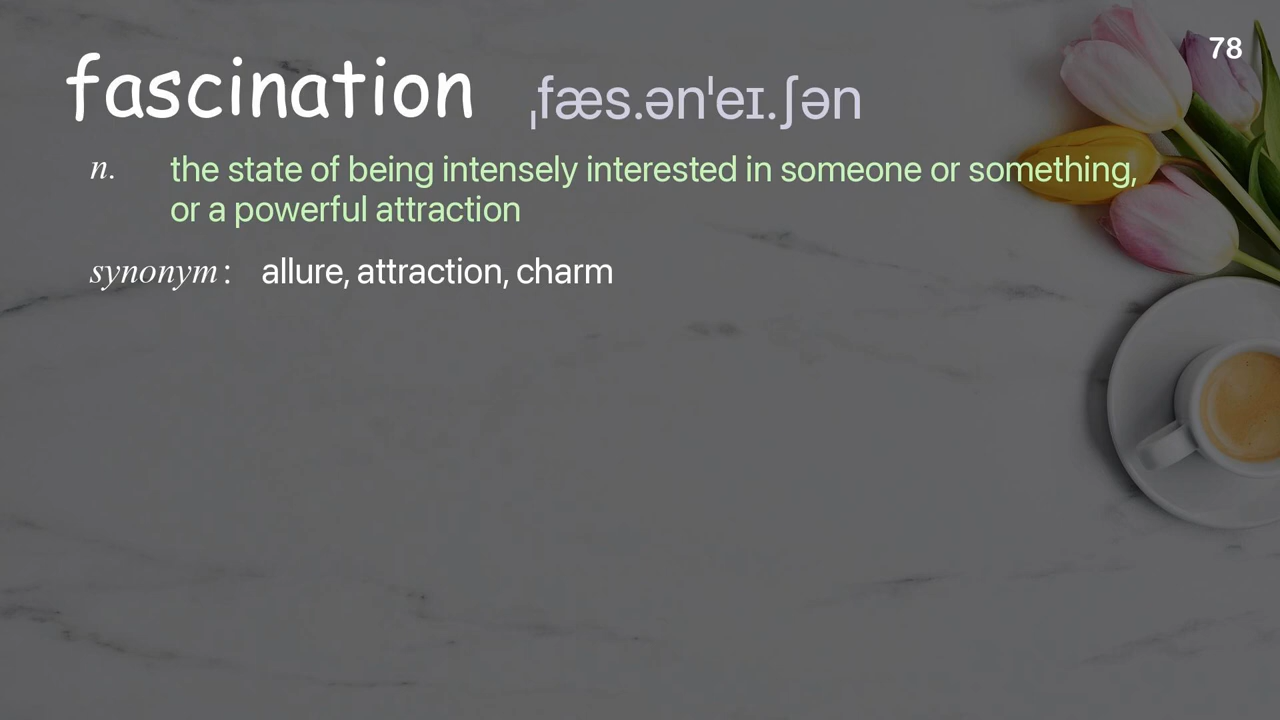 78
fascination ˌfæs.ənˈeɪ.ʃən
n. the state of being intensely interested in someone or something,
or a powerful attraction
synonym : allure, attraction, charm